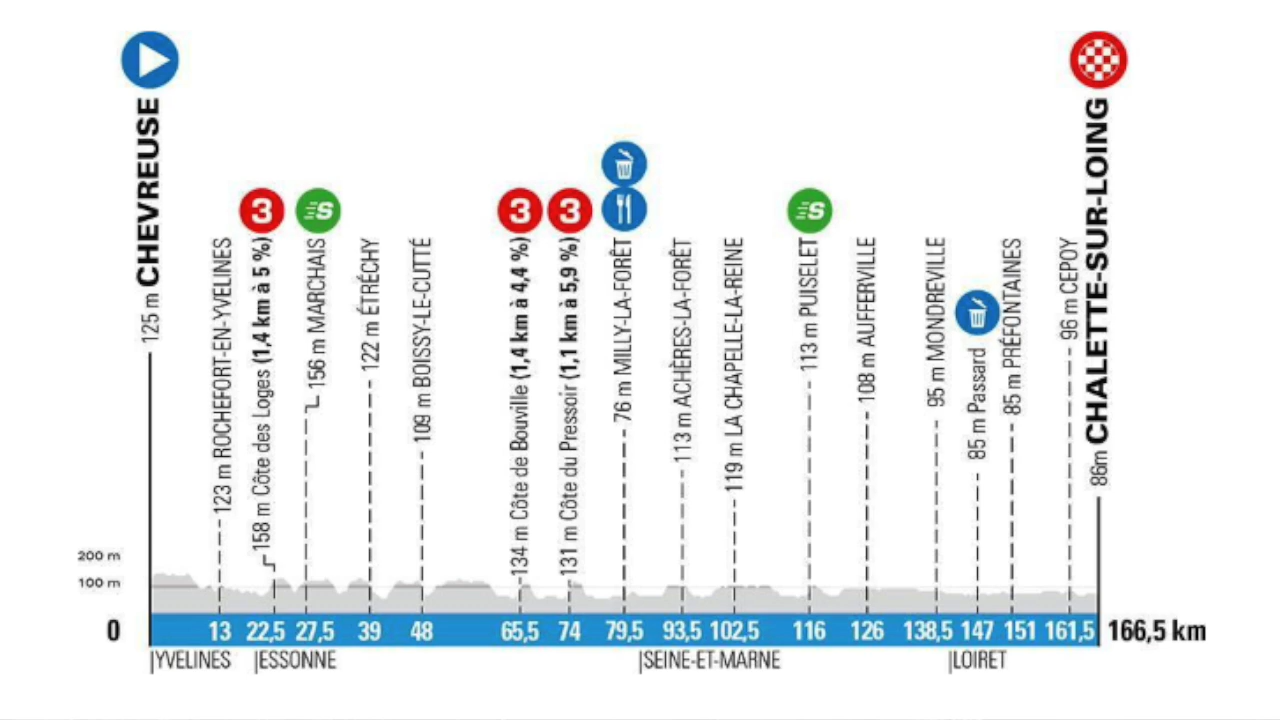 125 m CHEVREUSE
123 m ROCHEFORT-EN-YVELINES
3
158 m Côte des Loges (1,4 km à 5 %)
S
156 m MARCHAIS
122 m ÉTRÉCHY
109 m BOISSY-LE-CUTTÉ
3
134 m Côte de Bouville (1,4 km à 4,4 %)
3
131 m Côte du Pressoir (1,1 km à 5,9 %)
76 m MILLY-LA-FORÊT
113 m ACHÈRES-LA-FORÊT
119 m LA CHAPELLE-LA-REINE
S
113 m PUISELET
108 m AUFFERVILLE
95 m MONDREVILLE
85 m Passard
85 m PRÉFONTAINES
96 m CEPOY
86m CHALETTE-SUR-LOING
200 m
100 m
0 13 22,5 27,5 39 48 65,5 74 79,5 93,5 102,5 116 126 138,5 147 151 161,5 166,5 km
|YVELINES |ESSONNE |SEINE-ET-MARNE |LOIRET